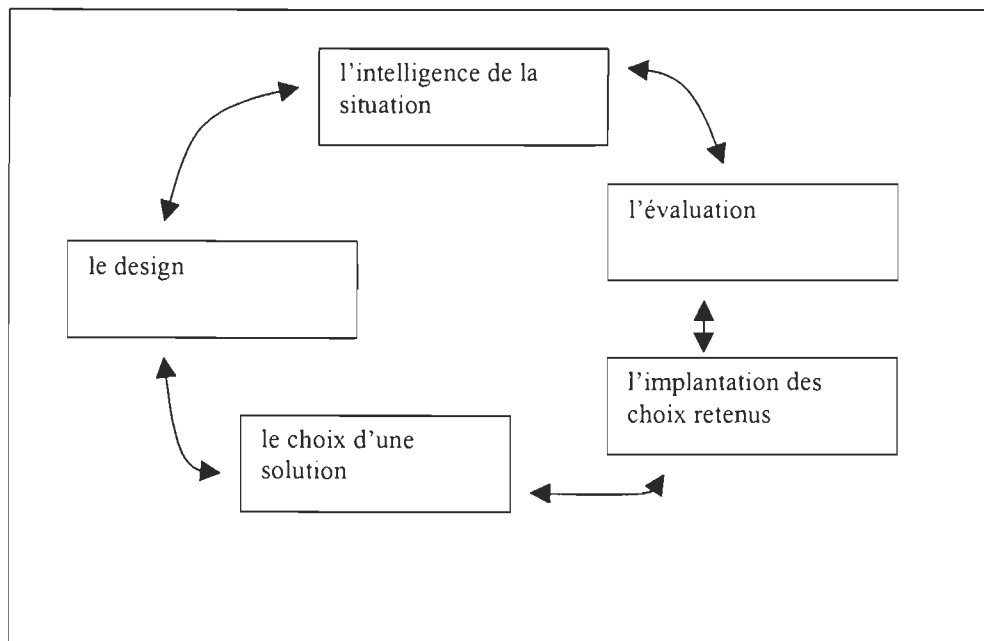 l’intelligence de la
situation
l’évaluation
le design
l’implantation des
choix retenus
le choix d’une
solution